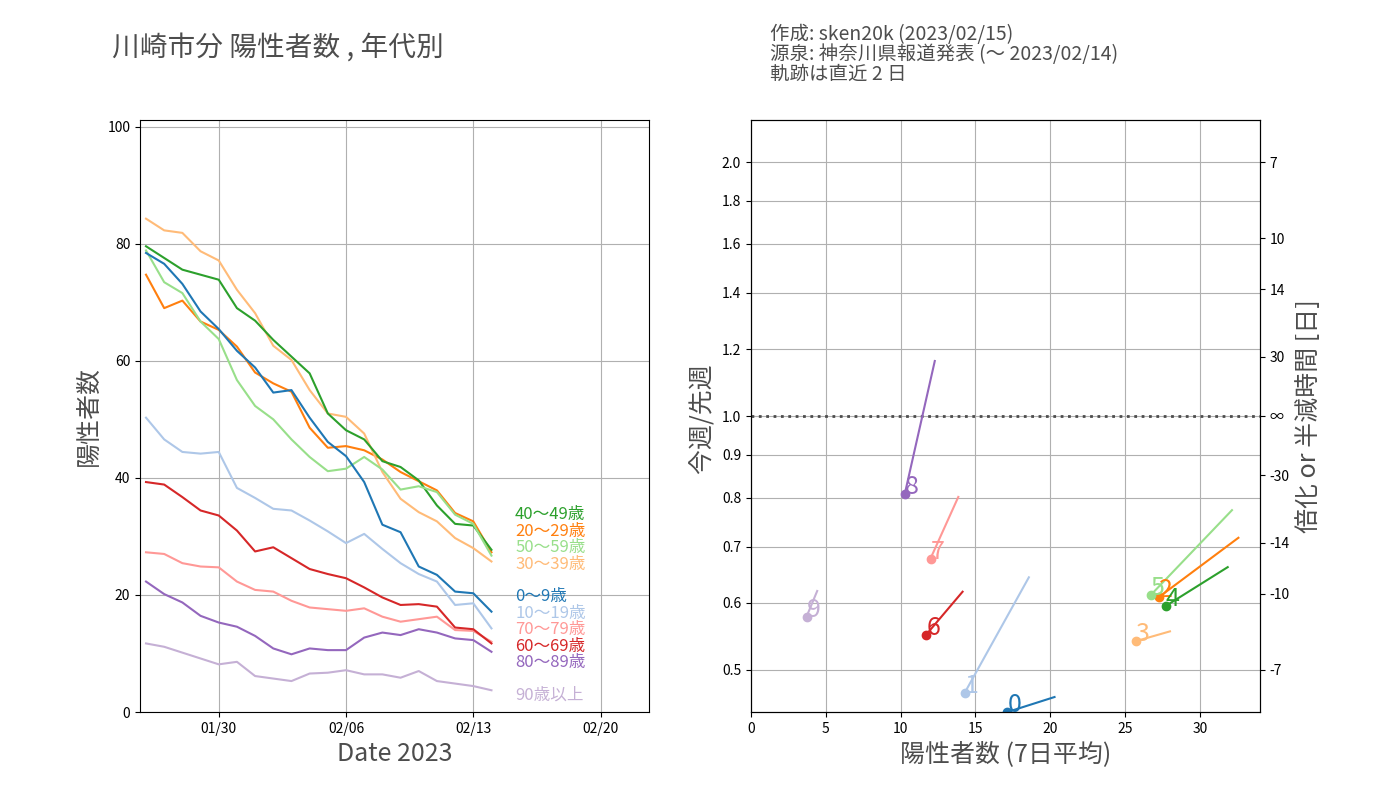 川崎市分 陽性者数 , 年代別
作成: sken20k (2023/02/15)
源泉: 神奈川県報道発表 (〜 2023/02/14)
軌跡は直近 2 日
陽性者数
100
80
60
40
20
0
01/30
02/06
02/13
02/20
Date 2023
40〜49歳
20〜29歳
50〜59歳
30〜39歳
0〜9歳
10〜19歳
70〜79歳
60〜69歳
80〜89歳
90歳以上
今週/先週
2.0
1.8
1.6
1.4
1.2
1.0
0.9
0.8
0.7
0.6
0.5
0
5
10
15
20
25
30
陽性者数 (7日平均)
8
7
9
6
1
0
5
2
4
3
7
10
14
30
∞
-30
-14
-10
-7
倍化 or 半減時間 [日]